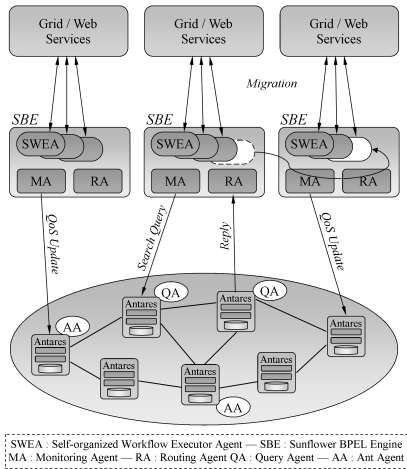 Grid / Web
Services
Grid / Web
Services
Grid / Web
Services
Migration
SBE
SBE
SBE
SWEA
SWEA
SWEA
MA
RA
MA
RA
MA
RA
QoS Update
Search Query
Reply
QoS Update
QA
QA
AA
Antares
Antares
Antares
Antares
Antares
Antares
Antares
AA
SWEA : Self-organized Workflow Executor Agent — SBE : Sunflower BPEL Engine
MA : Monitoring Agent — RA : Routing Agent QA : Query Agent — AA : Ant Agent